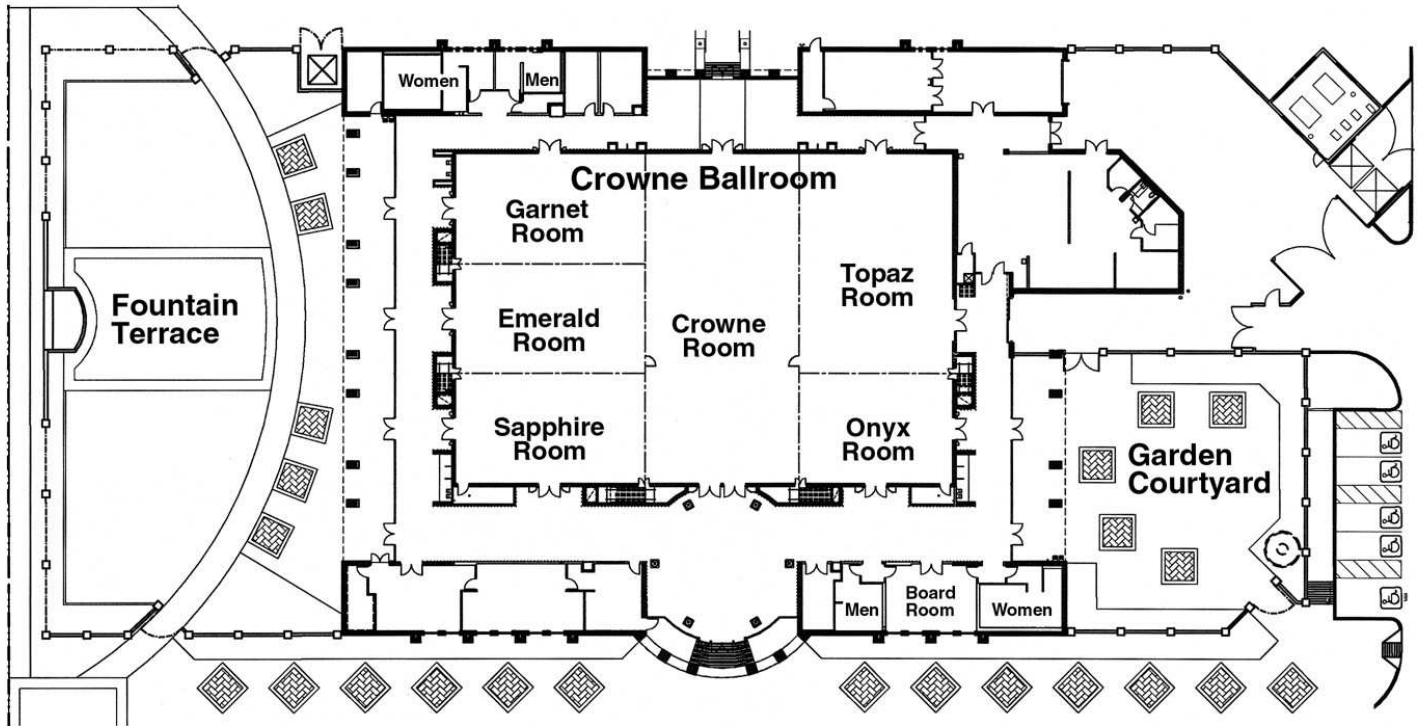 Women
Men
Crowne Ballroom
Garnet
Room
Topaz
Room
Fountain
Terrace
Emerald
Room
Crowne
Room
Sapphire
Room
Onyx
Room
Garden
Courtyard
Men
Board
Room
Women